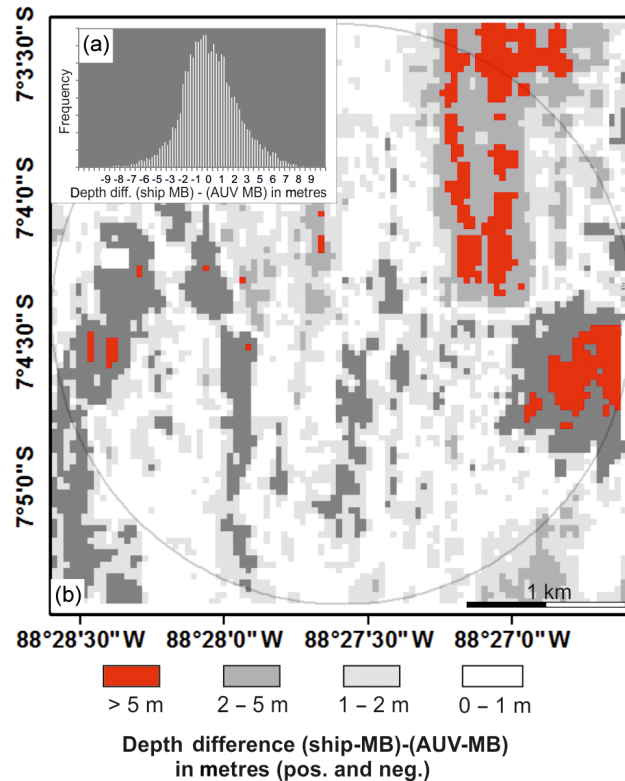 (a)
Frequency
-9 -8 -7 -6 -5 -4 -3 -2 -1 0 1 2 3 4 5 6 7 8 9
Depth diff. (ship MB) - (AUV MB) in metres
7°3'30" S
7°4'0" S
7°4'30"S
7°5'0"S
(b)
1 km
88°28'30"W 88°28'0"W 88°27'30"W 88°27'0"W
> 5 m 2 – 5 m 1 – 2 m 0 – 1 m
Depth difference (ship-MB)-(AUV-MB)
in metres (pos. and neg.)